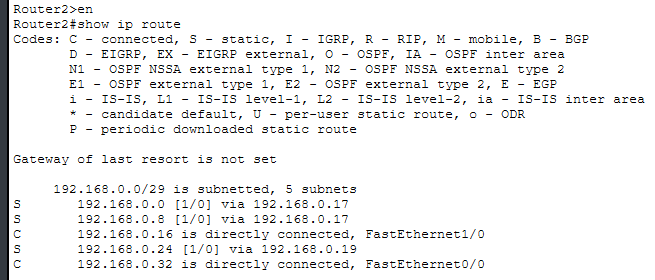 Router2>en
Router2#show ip route
Codes: C - connected, S - static, I - IGRP, R - RIP, M - mobile, B - BGP
       D - EIGRP, EX - EIGRP external, O - OSPF, IA - OSPF inter area
       N1 - OSPF NSSA external type 1, N2 - OSPF NSSA external type 2
       E1 - OSPF external type 1, E2 - OSPF external type 2, E - EGP
       i - IS-IS, L1 - IS-IS level-1, L2 - IS-IS level-2, ia - IS-IS inter area
       * - candidate default, U - per-user static route, o - ODR
       P - periodic downloaded static route

Gateway of last resort is not set

     192.168.0.0/29 is subnetted, 5 subnets
S       192.168.0.0 [1/0] via 192.168.0.17
S       192.168.0.8 [1/0] via 192.168.0.17
C       192.168.0.16 is directly connected, FastEthernet1/0
S       192.168.0.24 [1/0] via 192.168.0.19
C       192.168.0.32 is directly connected, FastEthernet0/0